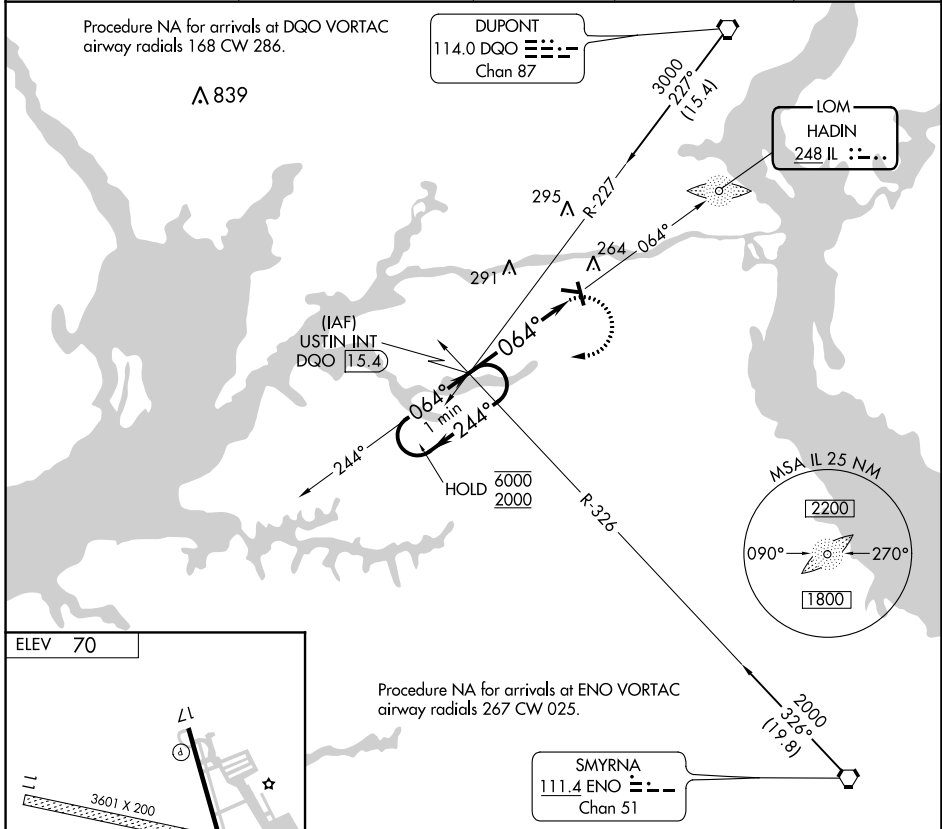 Procedure NA for arrivals at DQO VORTAC
airway radials 168 CW 286.
839
DUPONT
114.0 DQO
Chan 87
3000
227°
(15.4)
LOM
HADIN
248 IL
R-227
295
264
064°
291
(IAF)
USTIN INT
DQO 15.4
064°
064°
1 min
244°
244°
HOLD
6000
2000
R-326
MSA IL 25 NM
2200
090°
270°
1800
ELEV 70
17
P
11
3601 X 200
Procedure NA for arrivals at ENO VORTAC
airway radials 267 CW 025.
2000
326°
(19.8)
SMYRNA
111.4 ENO
Chan 51